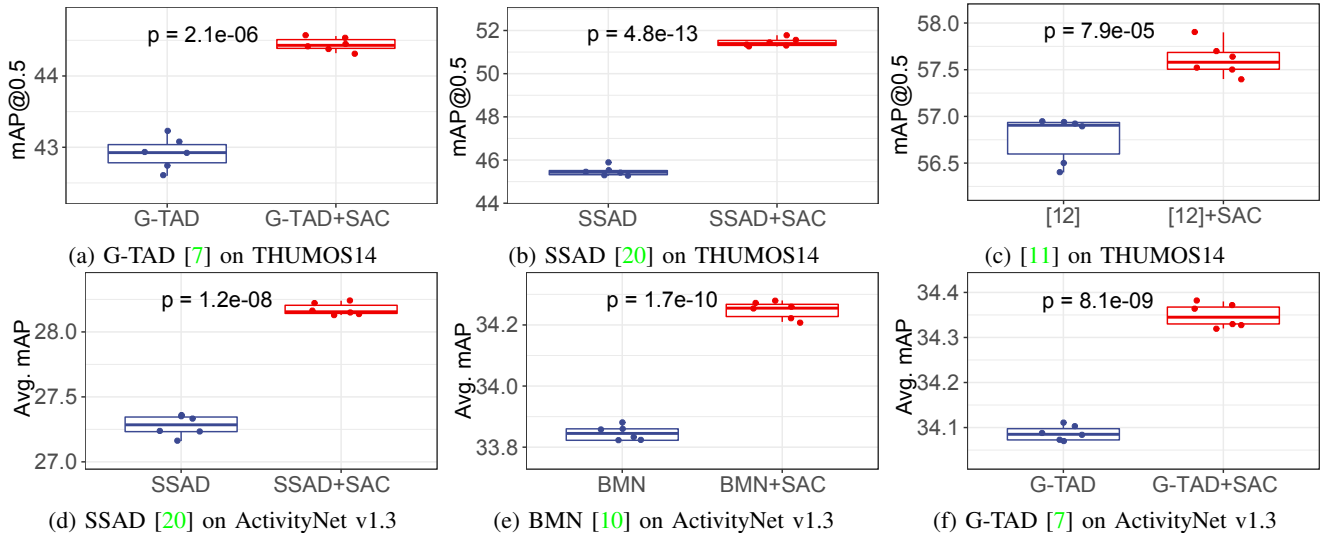 mAP@0.5
44
43
p = 2.1e-06
G-TAD
G-TAD+SAC
(a) G-TAD [7] on THUMOS14
mAP@0.5
52
50
48
46
44
p = 4.8e-13
SSAD
SSAD+SAC
(b) SSAD [20] on THUMOS14
mAP@0.5
58.0
57.5
57.0
56.5
p = 7.9e-05
[12]
[12]+SAC
(c) [11] on THUMOS14
Avg. mAP
28.0
27.5
27.0
p = 1.2e-08
SSAD
SSAD+SAC
(d) SSAD [20] on ActivityNet v1.3
Avg. mAP
34.2
34.0
33.8
p = 1.7e-10
BMN
BMN+SAC
(e) BMN [10] on ActivityNet v1.3
Avg. mAP
34.4
34.3
34.2
34.1
p = 8.1e-09
G-TAD
G-TAD+SAC
(f) G-TAD [7] on ActivityNet v1.3